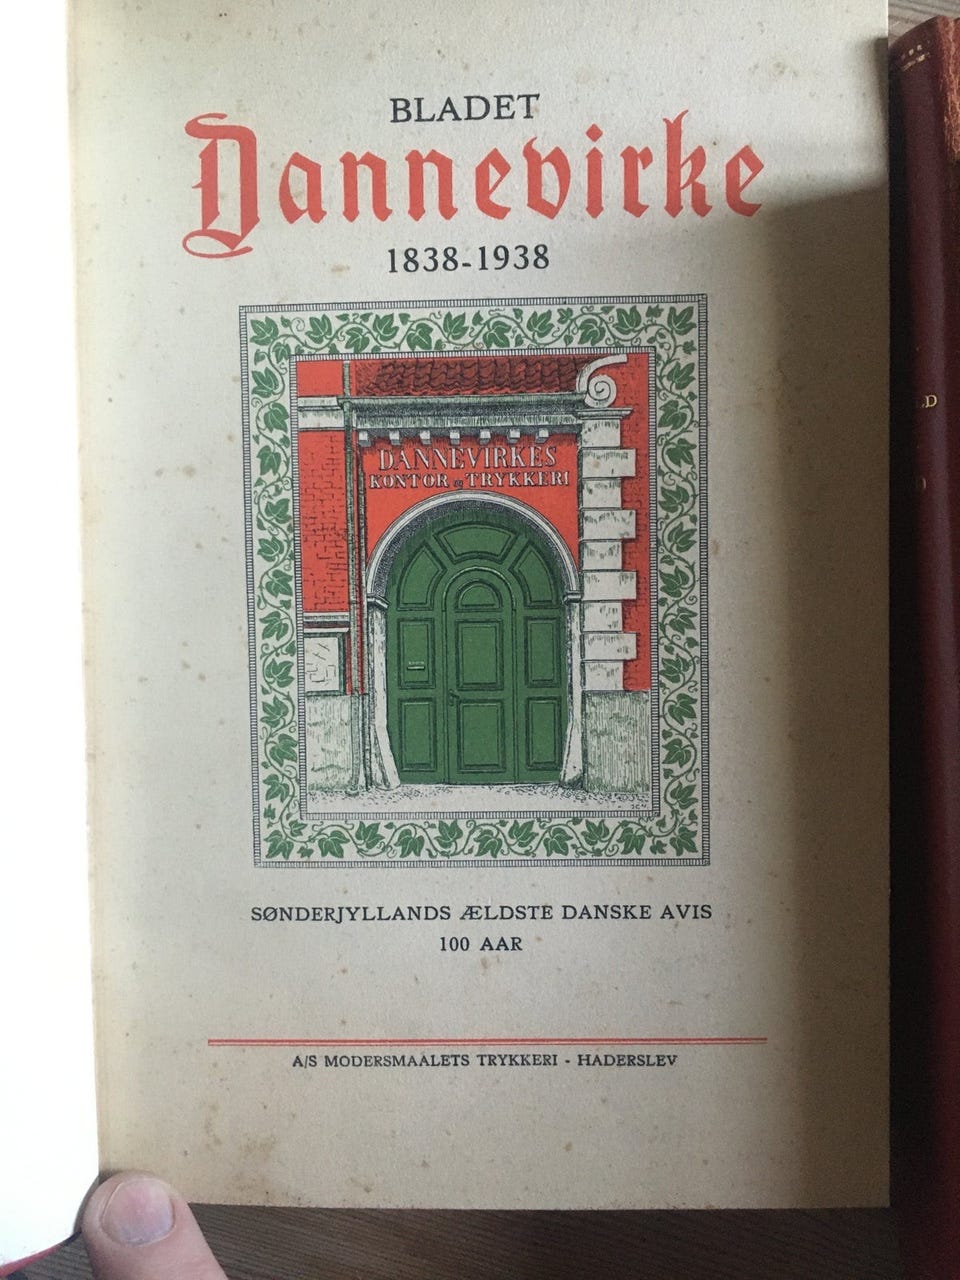 BLADET
Dannevirke
1838-1938
DANNEVIRKES
KONTOR og TRYKKERI
SØNDERJYLLANDS ÆLDSTE DANSKE AVIS
100 AAR
A/S MODERSMAALETS TRYKKERI - HADERSLEV